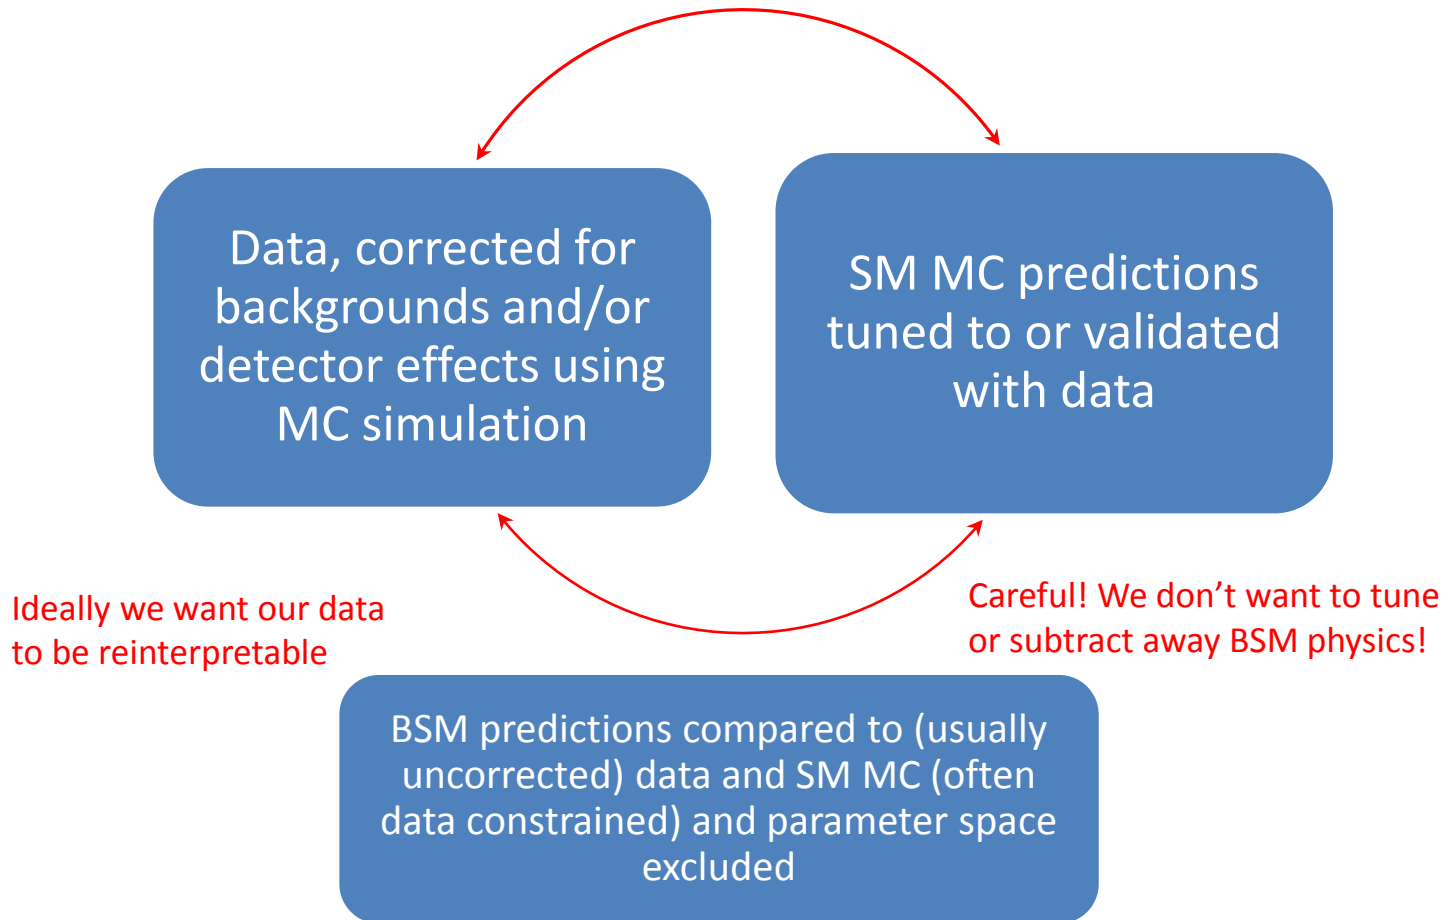 Data, corrected for
backgrounds and/or
detector effects using
MC simulation
SM MC predictions
tuned to or validated
with data
Ideally we want our data
to be reinterpretable
Careful! We don’t want to tune
or subtract away BSM physics!
BSM predictions compared to (usually
uncorrected) data and SM MC (often
data constrained) and parameter space
excluded